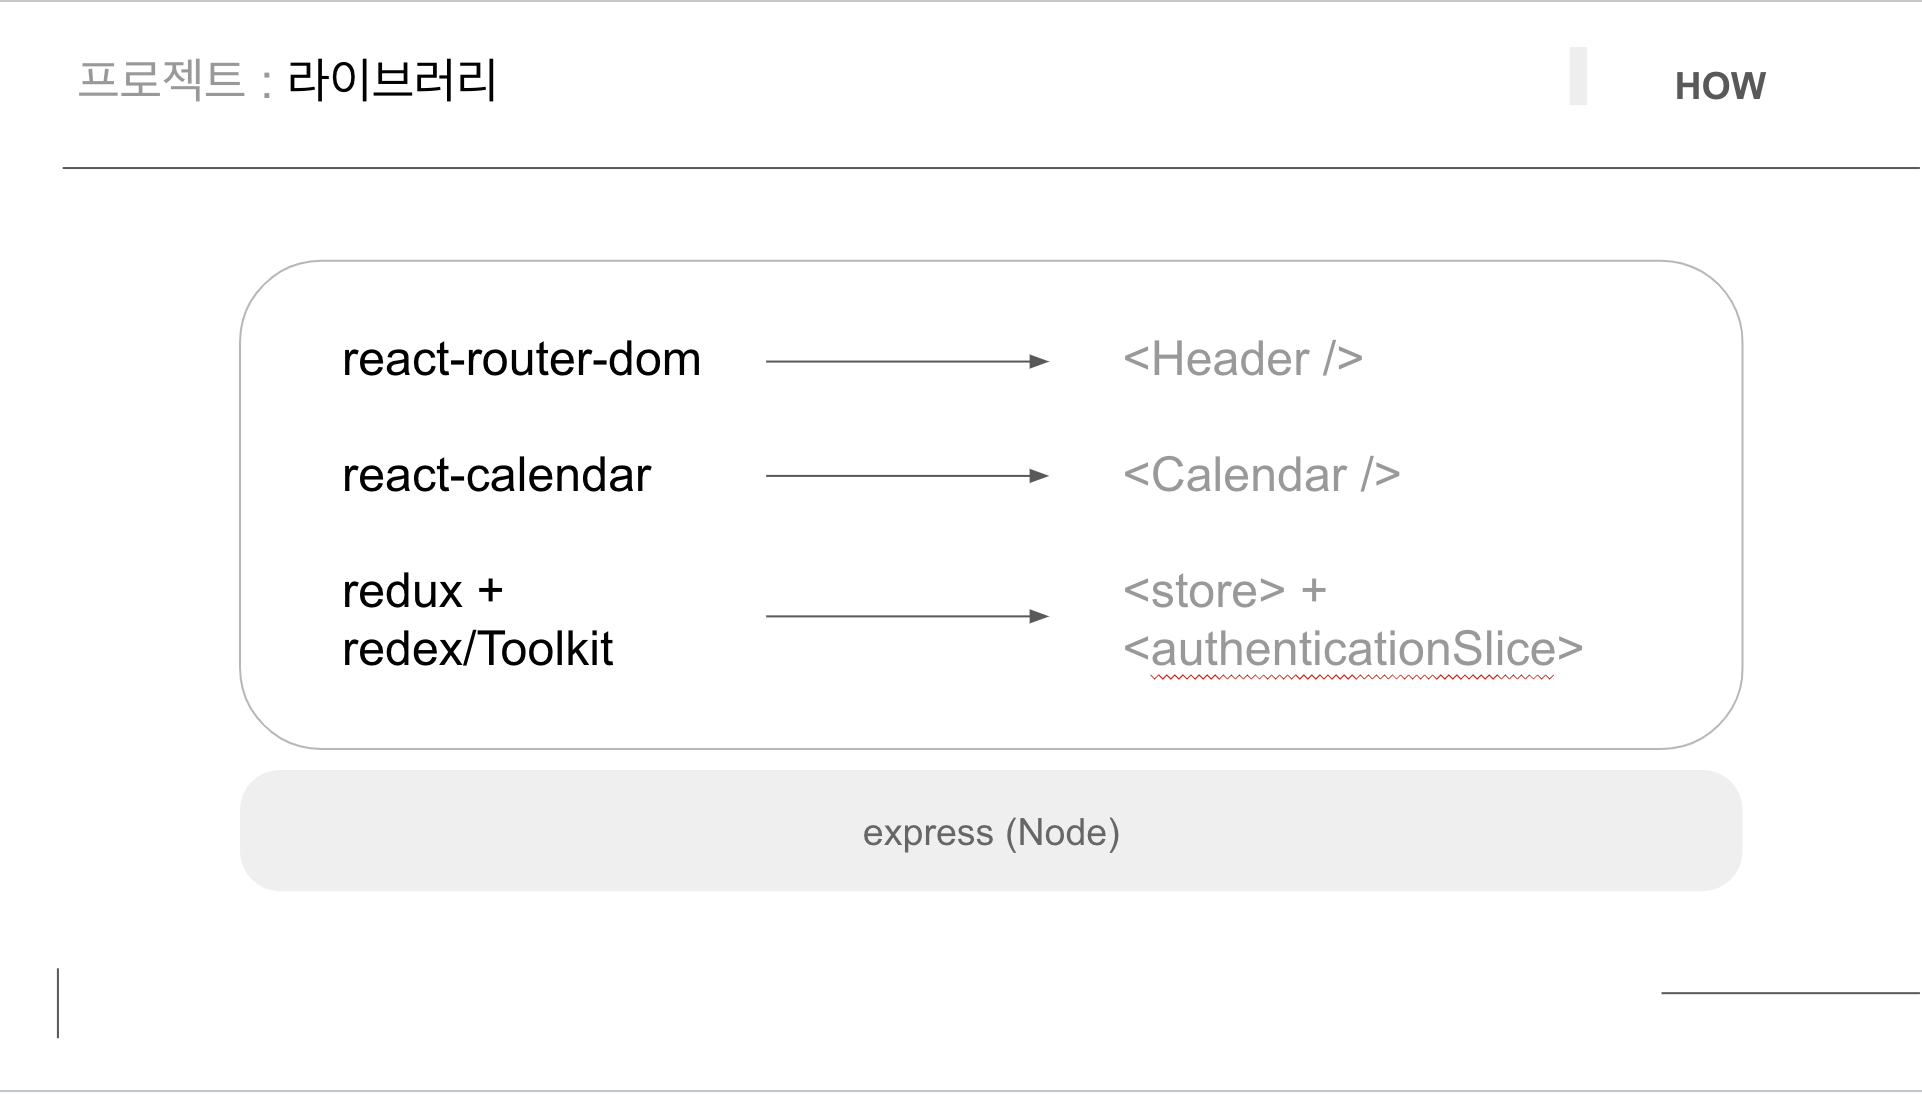 프로젝트 : 라이브러리
HOW
react-router-dom
<Header />
react-calendar
<Calendar />
redux +
redex/Toolkit
<store> +
<authenticationSlice>
express (Node)